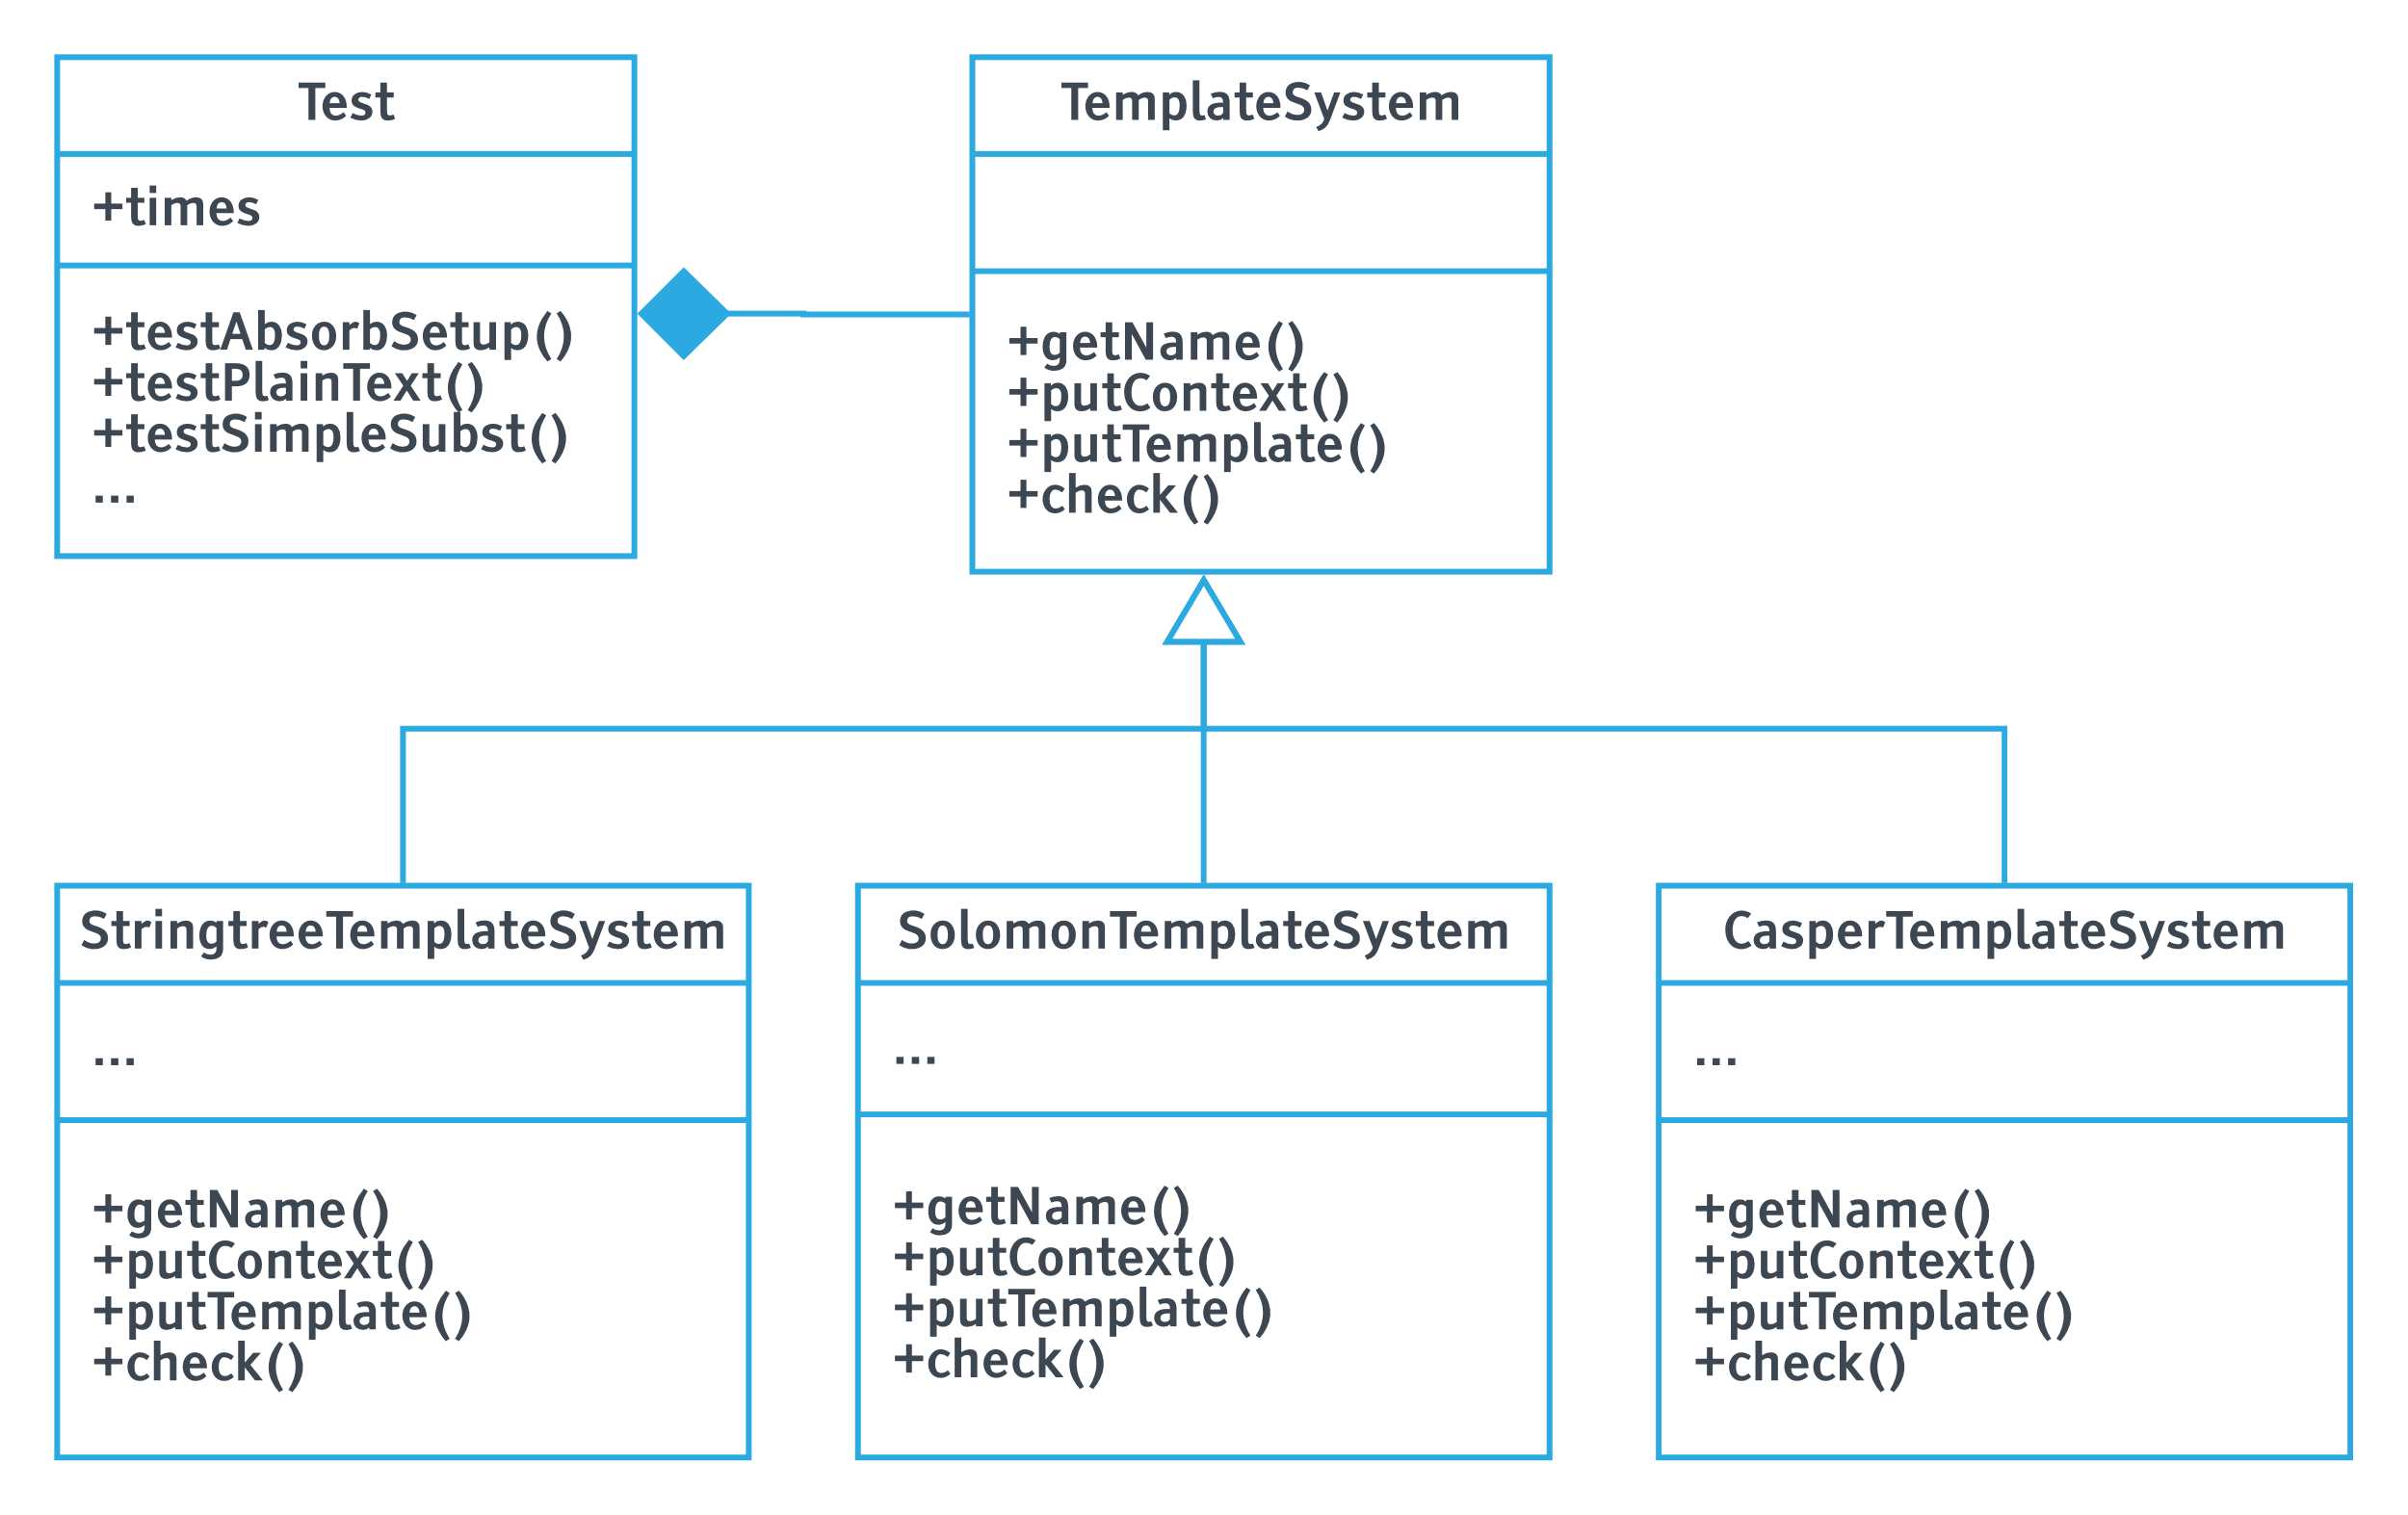 Test
+times
+testAbsorbSetup()
+testPlainText()
+testSimpleSubst()
...
TemplateSystem
+getName()
+putContext()
+putTemplate()
+check()
StringtreeTemplateSystem
...
+getName()
+putContext()
+putTemplate()
+check()
SolomonTemplateSystem
...
+getName()
+putContext()
+putTemplate()
+check()
CasperTemplateSystem
...
+getName()
+putContext()
+putTemplate()
+check()